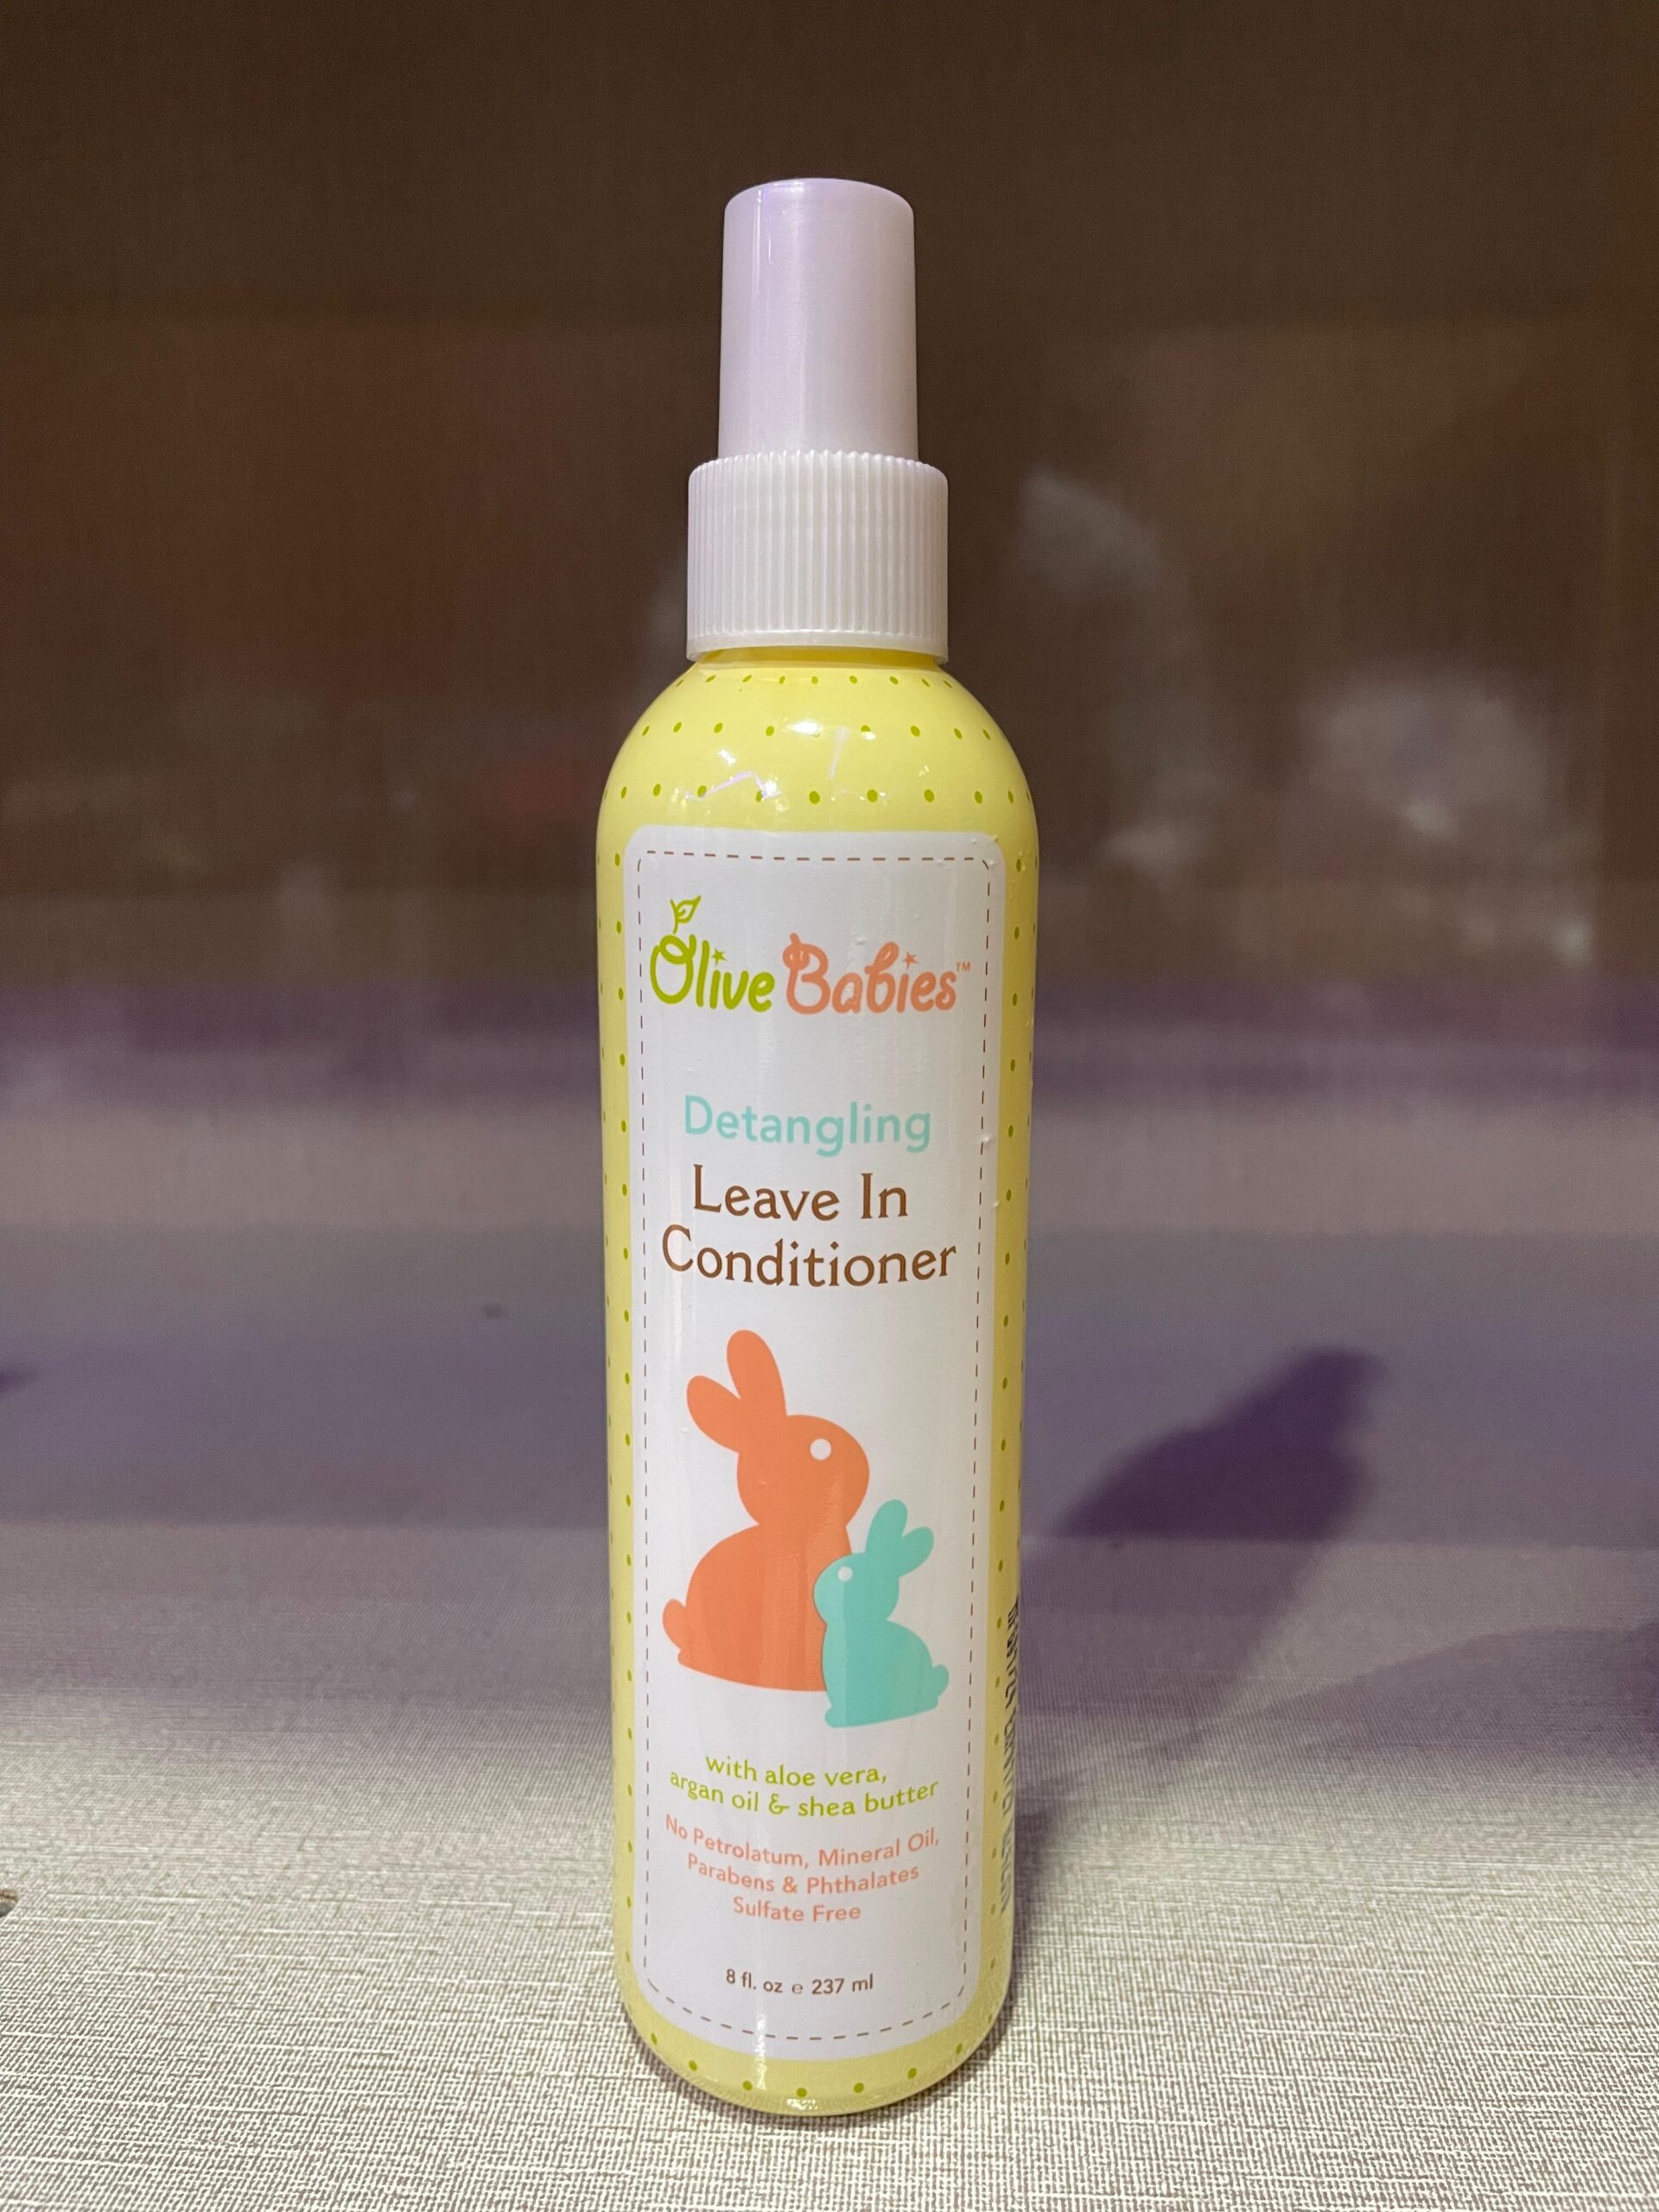 Olive Babies™
Detangling
Leave In
Conditioner
with aloe vera,
argan oil & shea butter
No Petrolatum, Mineral Oil,
Parabens & Phthalates
Sulfate Free
8 fl. oz e 237 ml